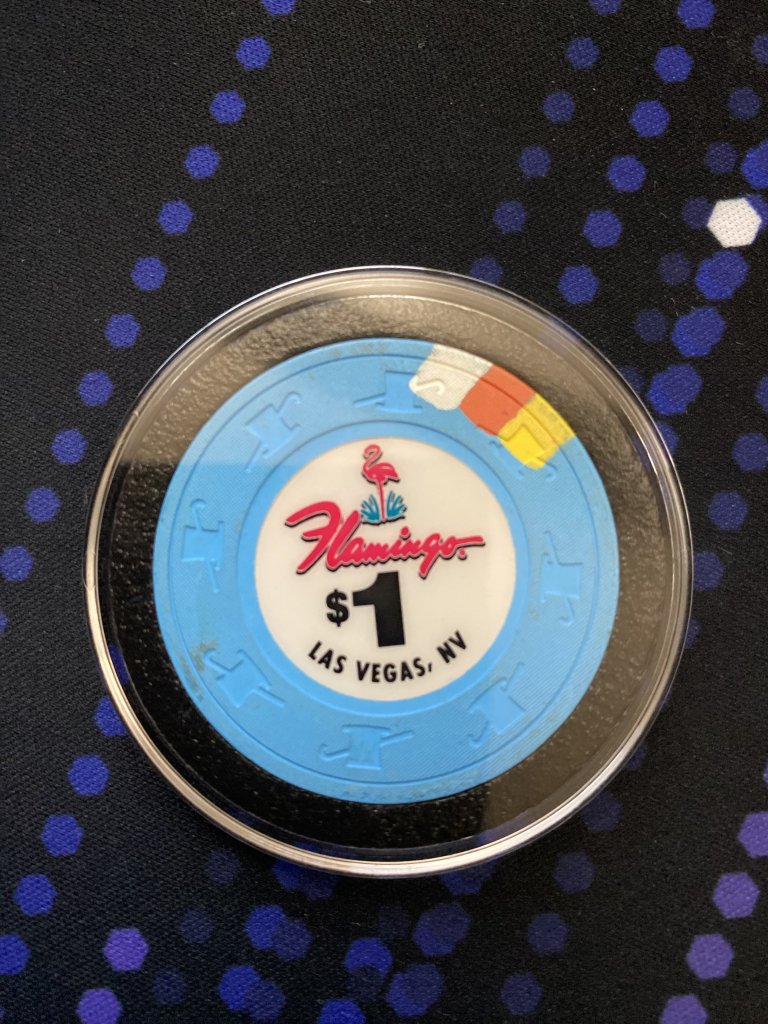 Flamingo
$1
LAS VEGAS, NV